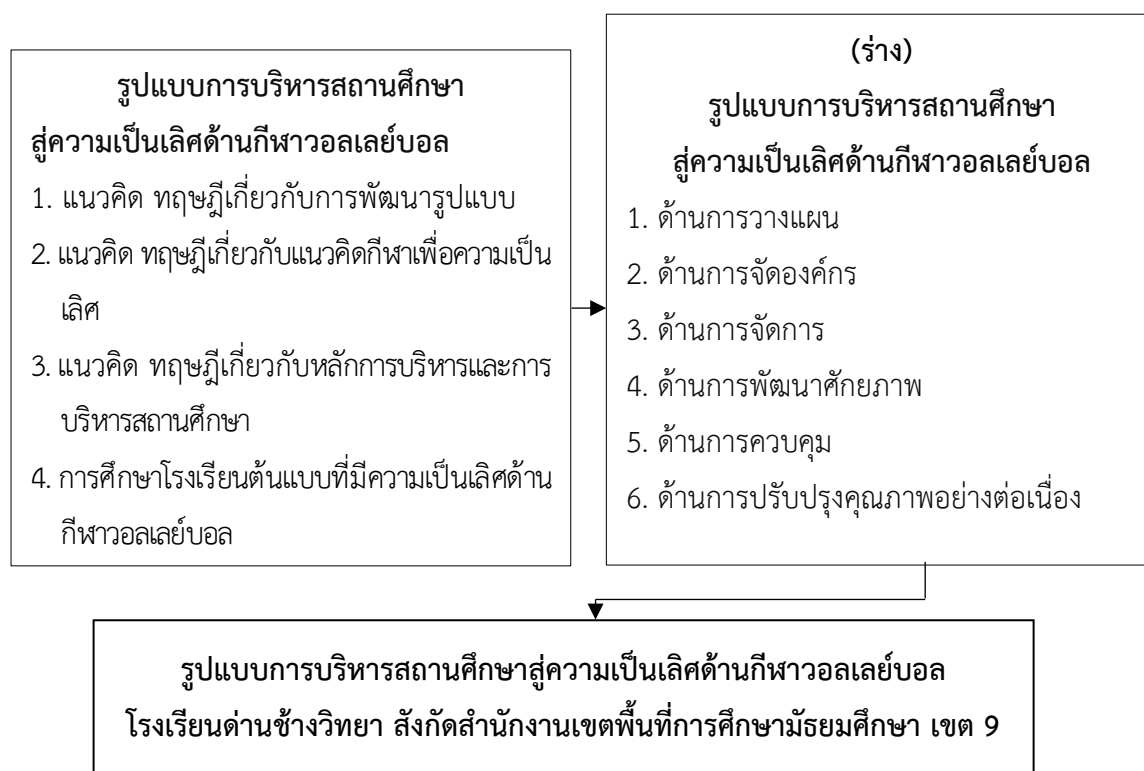 รูปแบบการบริหารสถานศึกษา
สู่ความเป็นเลิศด้านกีฬาวอลเลย์บอล
1. แนวคิด ทฤษฎีเกี่ยวกับการพัฒนารูปแบบ
2. แนวคิด ทฤษฎีเกี่ยวกับแนวคิดกีฬาเพื่อความเป็น
เลิศ
3. แนวคิด ทฤษฎีเกี่ยวกับหลักการบริหารและการ
บริหารสถานศึกษา
4. การศึกษาโรงเรียนต้นแบบที่มีความเป็นเลิศด้าน
กีฬาวอลเลย์บอล
(ร่าง)
รูปแบบการบริหารสถานศึกษา
สู่ความเป็นเลิศด้านกีฬาวอลเลย์บอล
1. ด้านการวางแผน
2. ด้านการจัดองค์กร
3. ด้านการจัดการ
4. ด้านการพัฒนาศักยภาพ
5. ด้านการควบคุม
6. ด้านการปรับปรุงคุณภาพอย่างต่อเนื่อง
รูปแบบการบริหารสถานศึกษาสู่ความเป็นเลิศด้านกีฬาวอลเลย์บอล
โรงเรียนด่านช้างวิทยา สังกัดสำนักงานเขตพื้นที่การศึกษามัธยมศึกษา เขต 9